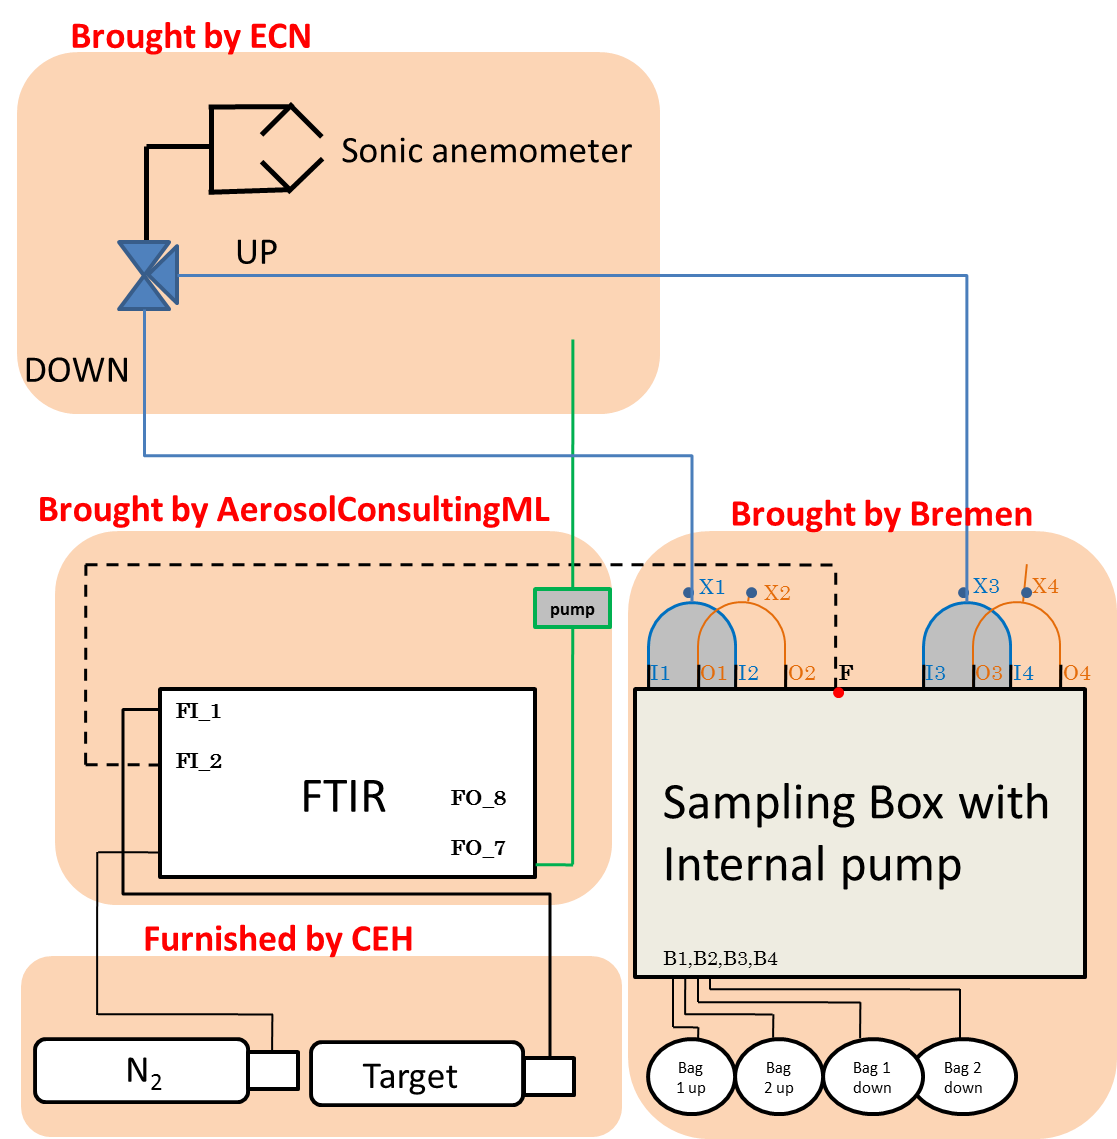 Brought by ECN
Sonic anemometer
UP
DOWN
Brought by AerosolConsultingML
Brought by Bremen
X1
X2
X3
X4
pump
I1
O1
I2
O2
F
I3
O3
I4
O4
FI_1
FI_2
FTIR
FO_8
FO_7
Sampling Box with
Internal pump
B1,B2,B3,B4
Furnished by CEH
N₂
Target
Bag
1 up
Bag
2 up
Bag 1
down
Bag 2
down